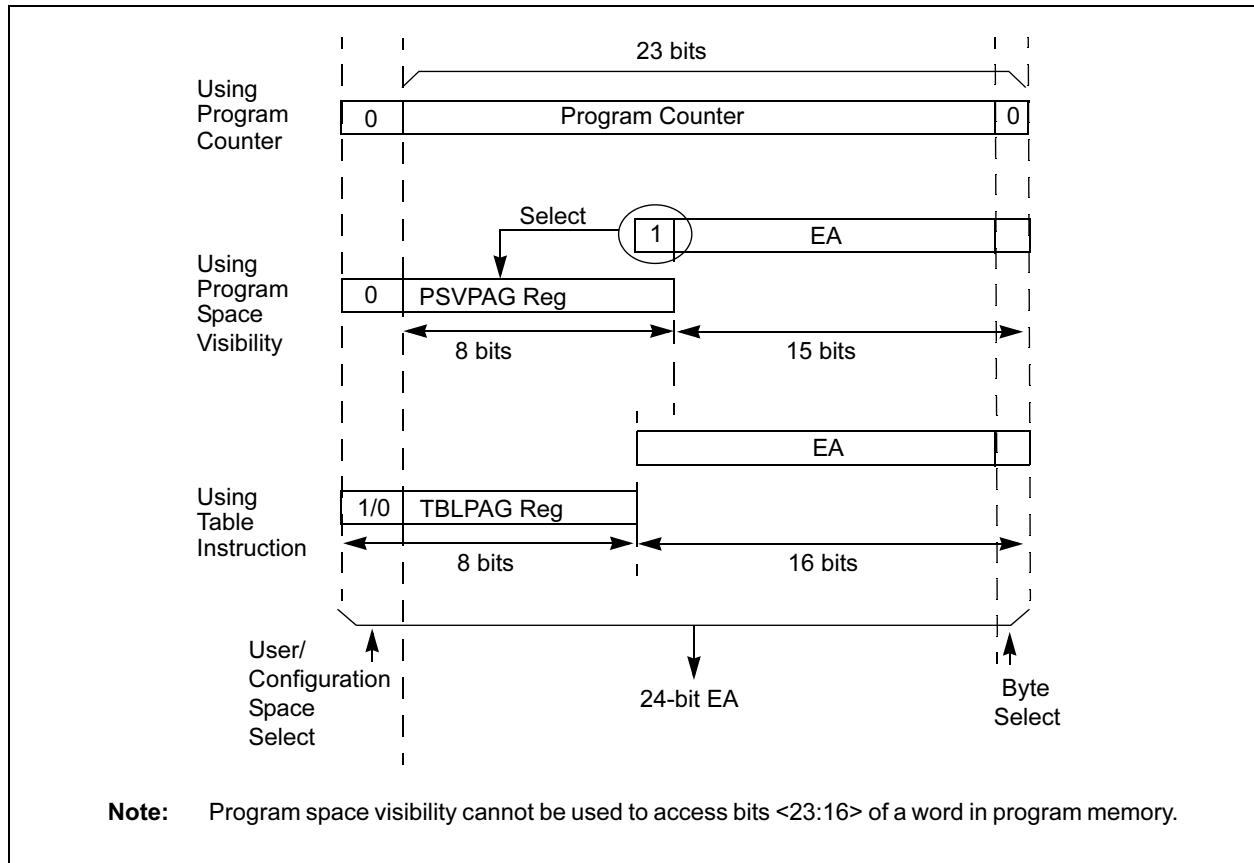 23 bits
Using
Program
Counter
0
Program Counter
0
Select
1
EA
Using
Program
Space
Visibility
0
PSVPAG Reg
8 bits
15 bits
EA
Using
Table
Instruction
1/0
TBLPAG Reg
8 bits
16 bits
User/
Configuration
Space
Select
24-bit EA
Byte
Select
Note: Program space visibility cannot be used to access bits <23:16> of a word in program memory.